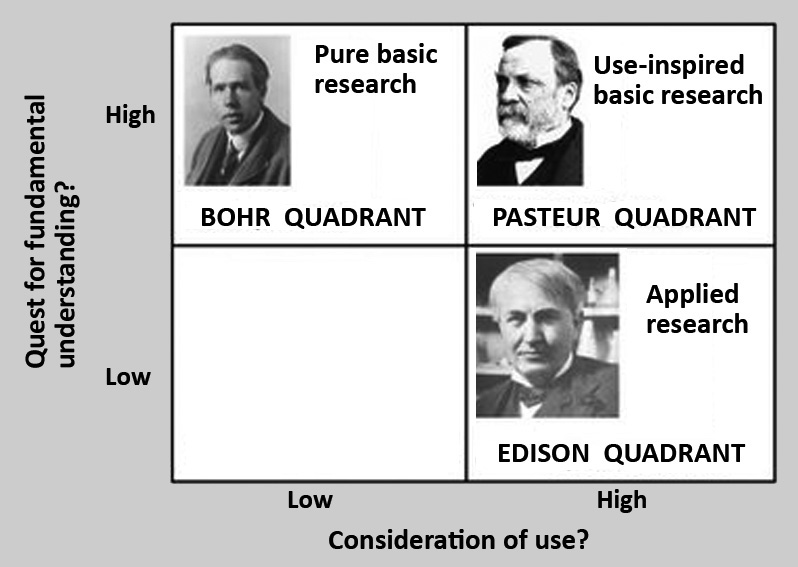 Quest for fundamental
understanding?
High
Low
Pure basic
research
BOHR QUADRANT
Use-inspired
basic research
PASTEUR QUADRANT
Applied
research
EDISON QUADRANT
Low
High
Consideration of use?